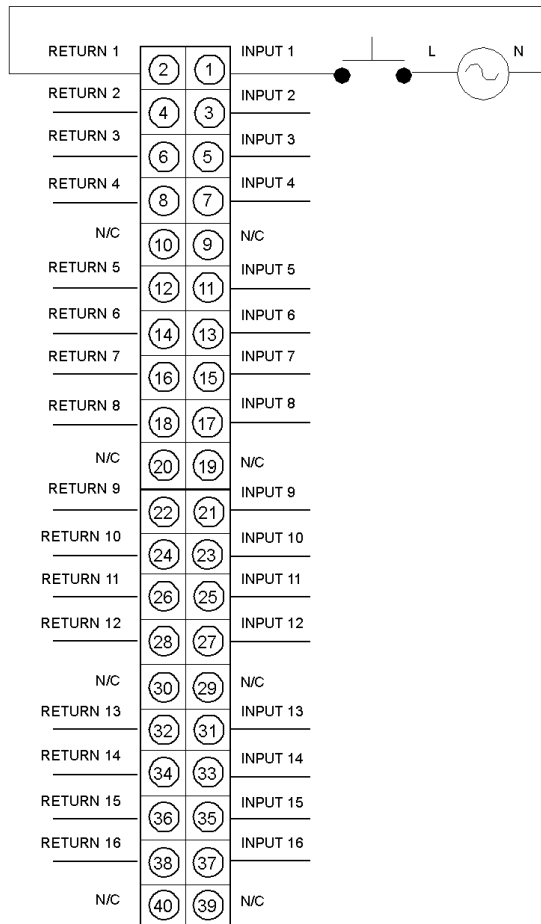 L N
RETURN 1 2 1 INPUT 1
RETURN 2 4 3 INPUT 2
RETURN 3 6 5 INPUT 3
RETURN 4 8 7 INPUT 4
N/C 10 9 N/C
RETURN 5 12 11 INPUT 5
RETURN 6 14 13 INPUT 6
RETURN 7 16 15 INPUT 7
RETURN 8 18 17 INPUT 8
N/C 20 19 N/C
RETURN 9 22 21 INPUT 9
RETURN 10 24 23 INPUT 10
RETURN 11 26 25 INPUT 11
RETURN 12 28 27 INPUT 12
N/C 30 29 N/C
RETURN 13 32 31 INPUT 13
RETURN 14 34 33 INPUT 14
RETURN 15 36 35 INPUT 15
RETURN 16 38 37 INPUT 16
N/C 40 39 N/C